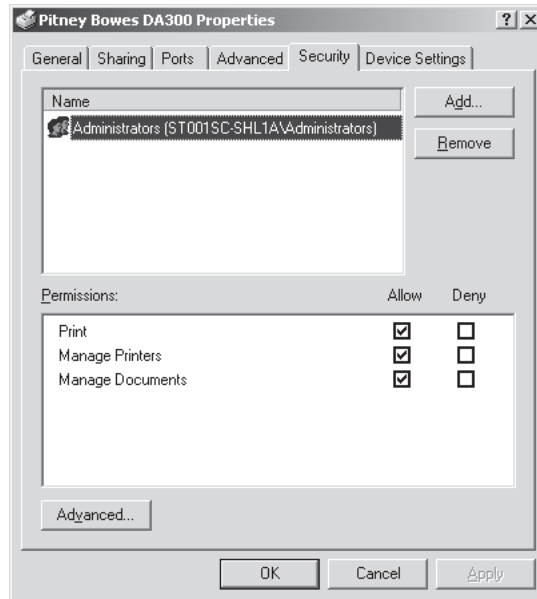 Pitney Bowes DA300 Properties ? X
General Sharing Ports Advanced Security Device Settings
Name
Add...
Administrators (ST001SC-SHL1A\Administrators)
Remove
Permissions: Allow Deny
Print
Manage Printers
Manage Documents
Advanced...
OK Cancel Apply